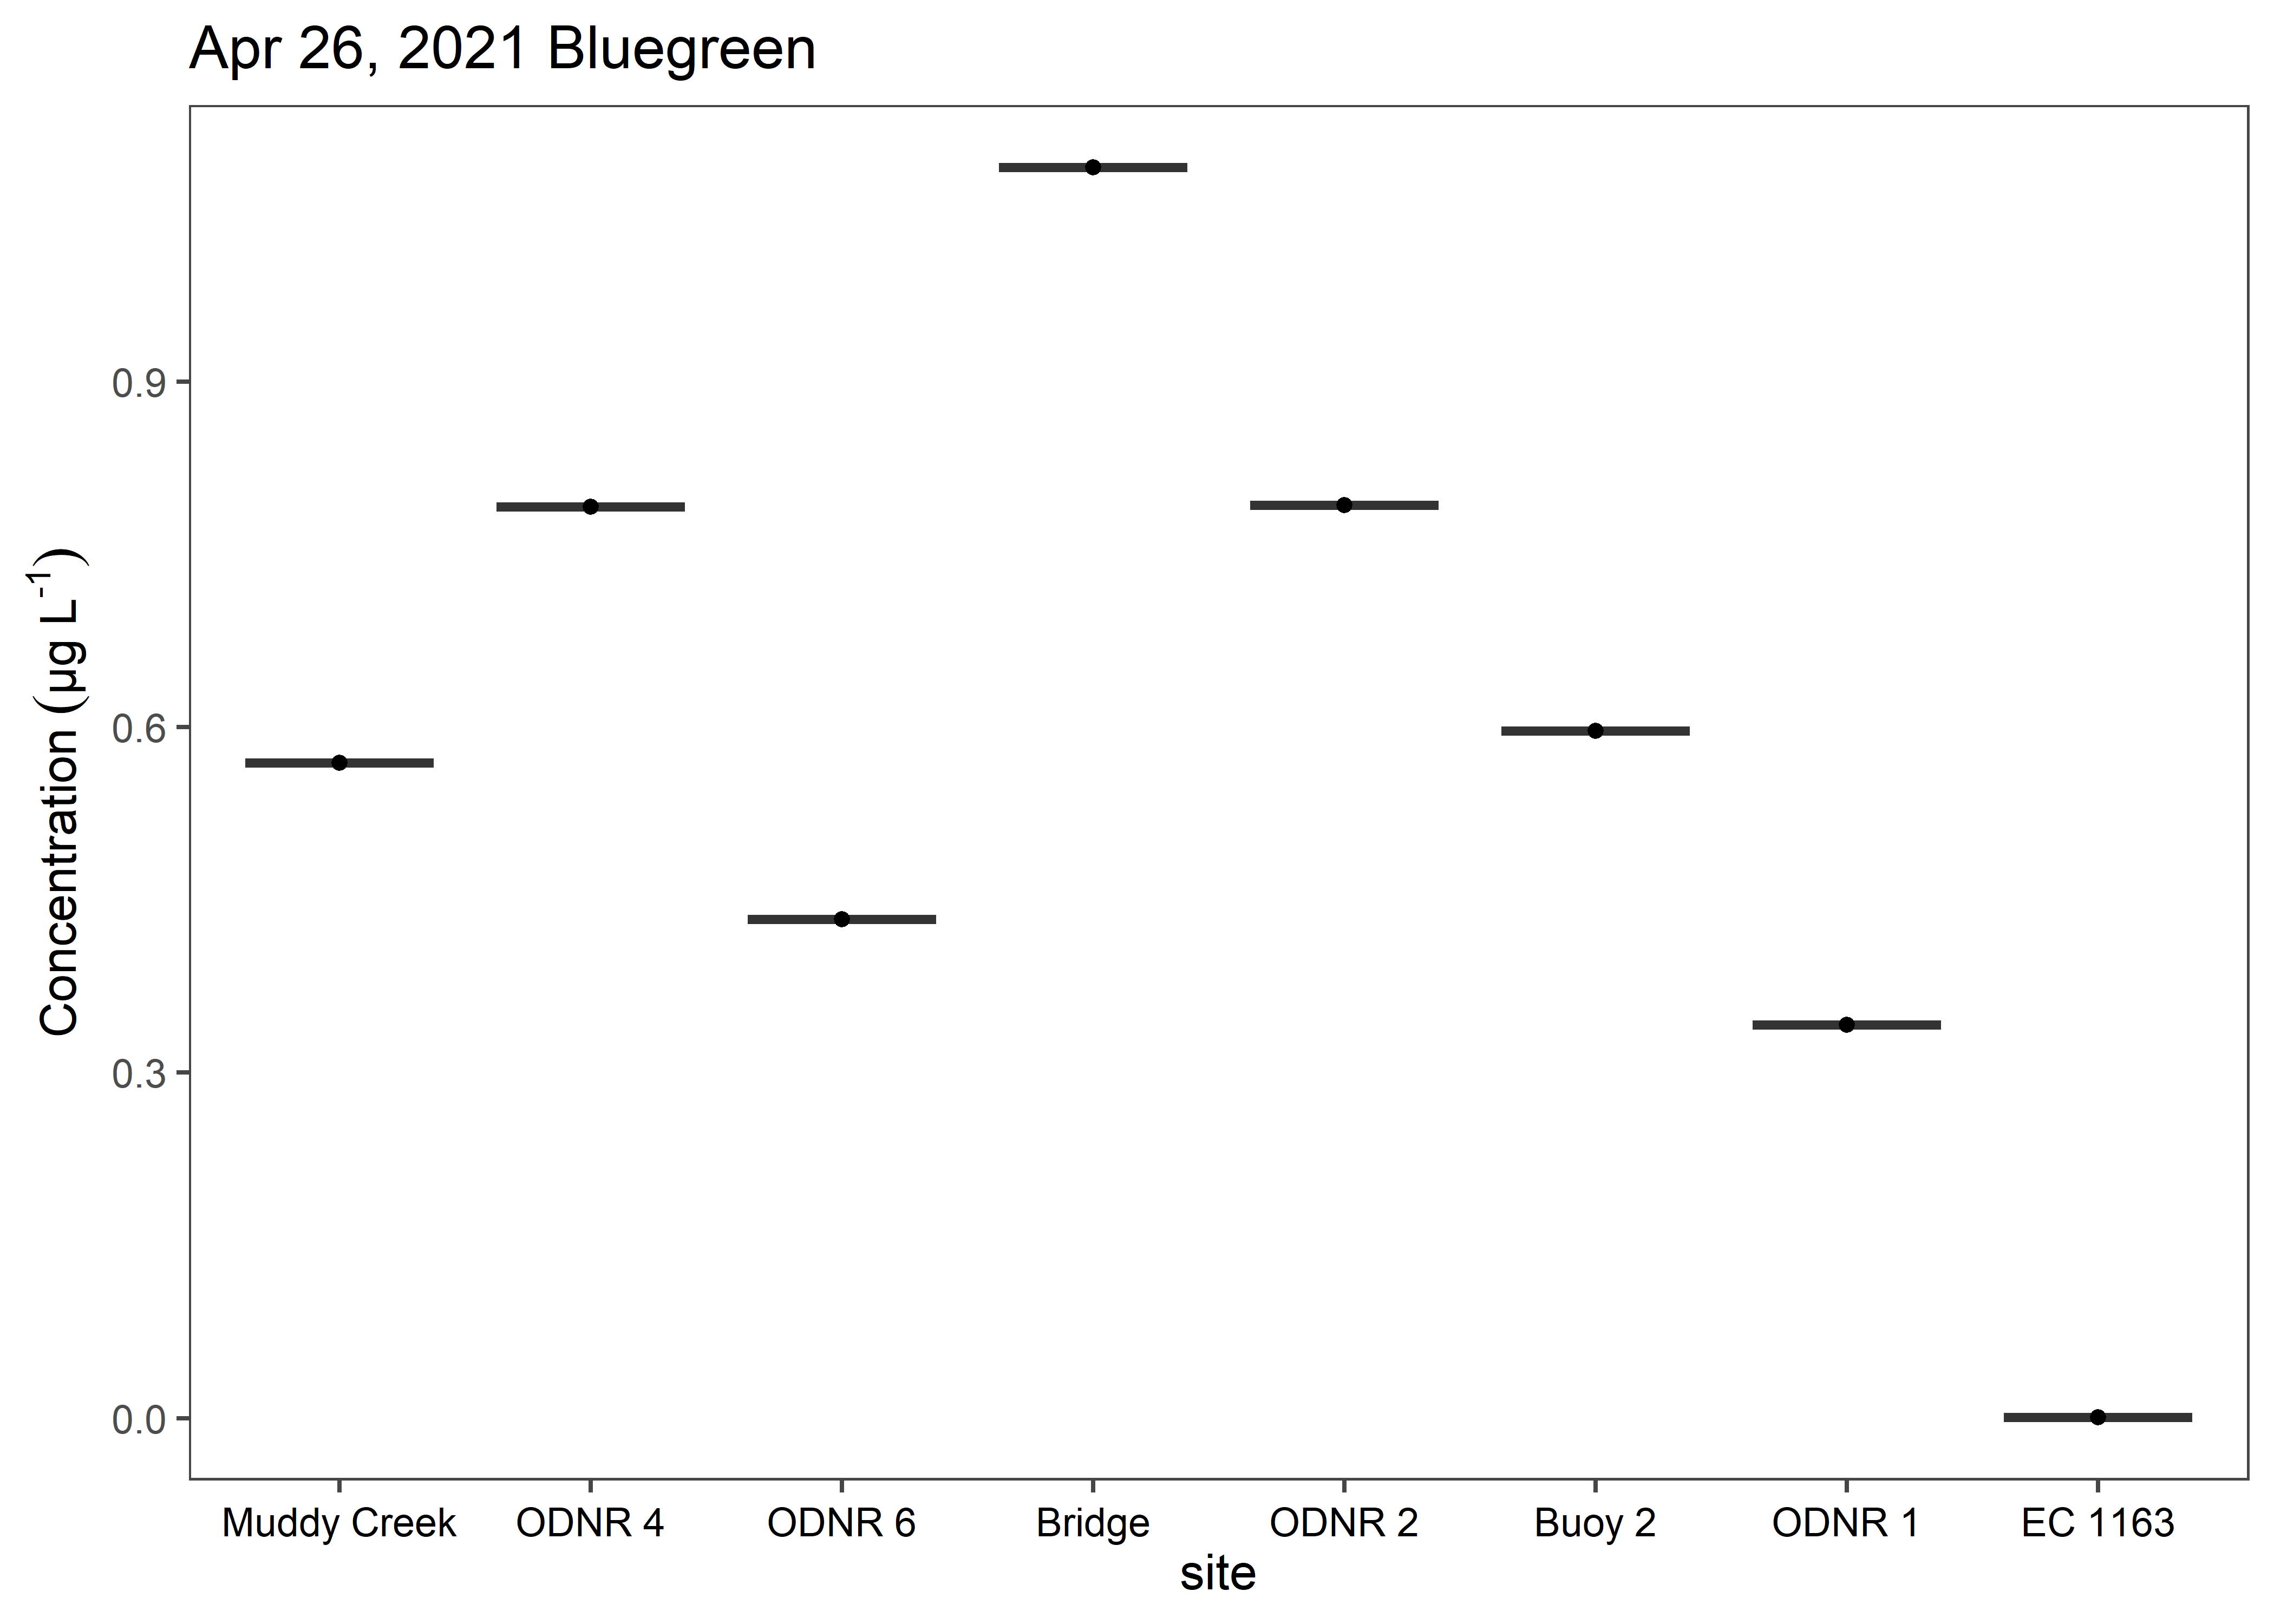 Apr 26, 2021 Bluegreen
Concentration (µg L⁻¹)
0.9
0.6
0.3
0.0
Muddy Creek ODNR 4 ODNR 6 Bridge ODNR 2 Buoy 2 ODNR 1 EC 1163
site